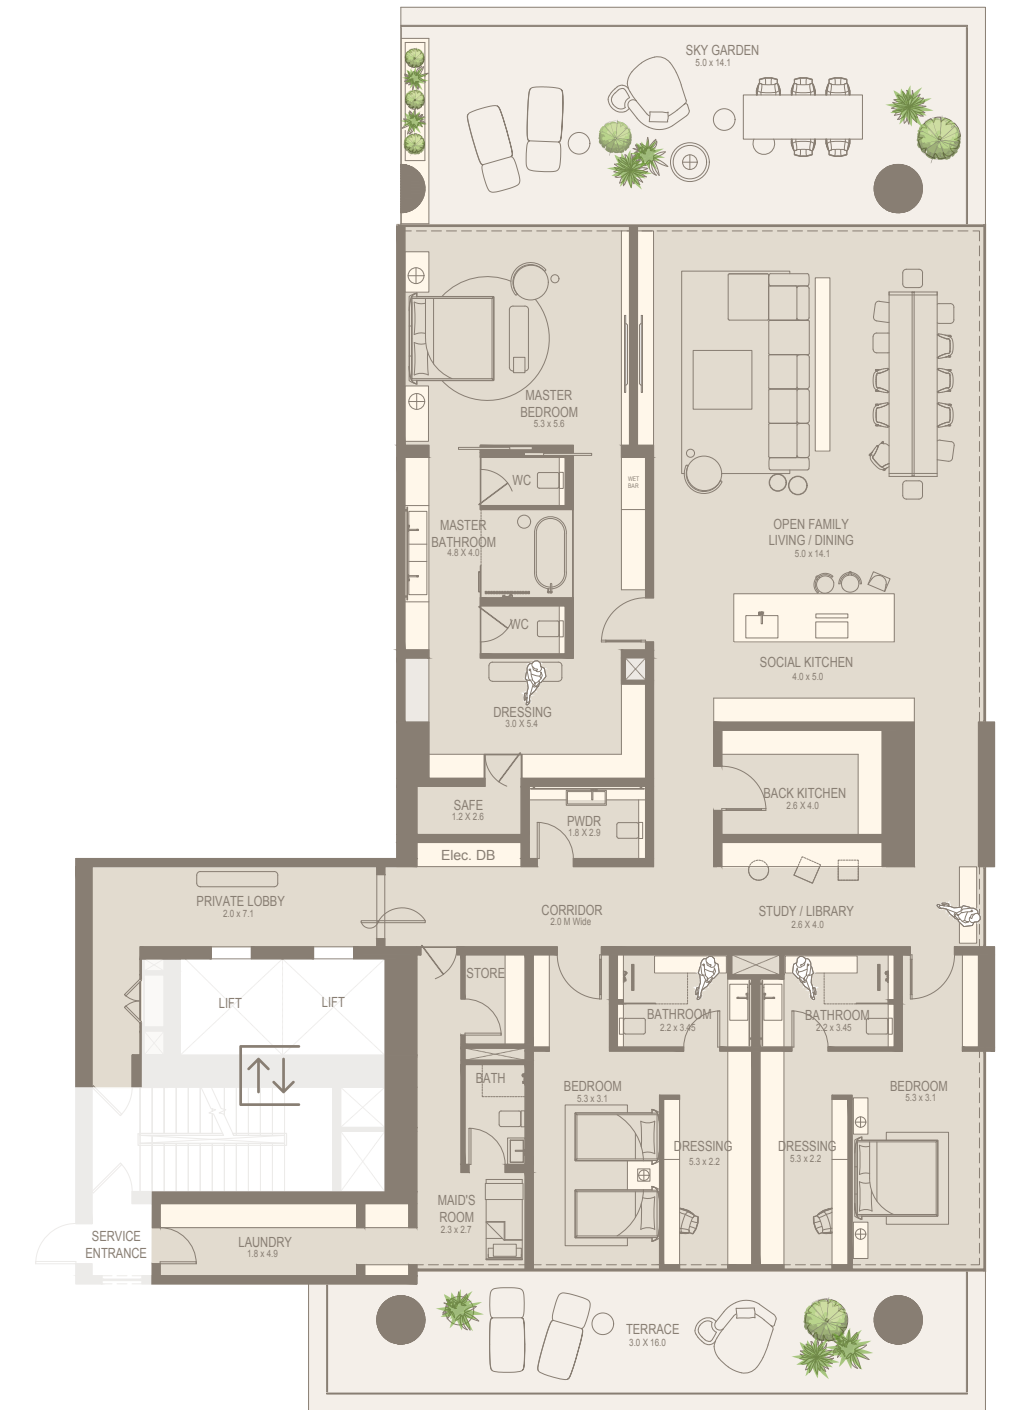 SKY GARDEN
5.0 x 14.1
MASTER
BEDROOM
5.3 x 5.6
WC
WET
BAR
MASTER
BATHROOM
4.8 X 4.0
OPEN FAMILY
LIVING / DINING
5.0 x 14.1
WC
SOCIAL KITCHEN
4.0 x 5.0
DRESSING
3.0 X 5.4
SAFE
1.2 X 2.6
PWDR
1.8 X 2.9
BACK KITCHEN
2.6 X 4.0
Elec. DB
PRIVATE LOBBY
2.0 x 7.1
CORRIDOR
2.0 M Wide
STUDY / LIBRARY
2.6 X 4.0
LIFT
LIFT
STORE
BATHROOM
2.2 x 3.45
BATHROOM
2.2 x 3.45
BATH
BEDROOM
5.3 x 3.1
BEDROOM
5.3 x 3.1
DRESSING
5.3 x 2.2
DRESSING
5.3 x 2.2
MAID'S
ROOM
2.3 x 2.7
SERVICE
ENTRANCE
LAUNDRY
1.8 x 4.9
TERRACE
3.0 X 16.0